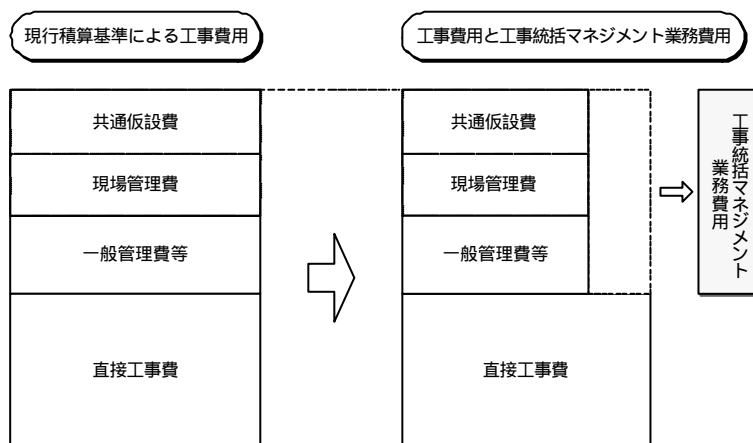 現行積算基準による工事費用
工事費用と工事統括マネジメント業務費用
共通仮設費
現場管理費
一般管理費等
直接工事費
共通仮設費
現場管理費
一般管理費等
直接工事費
工事統括マネジメント
業務費用